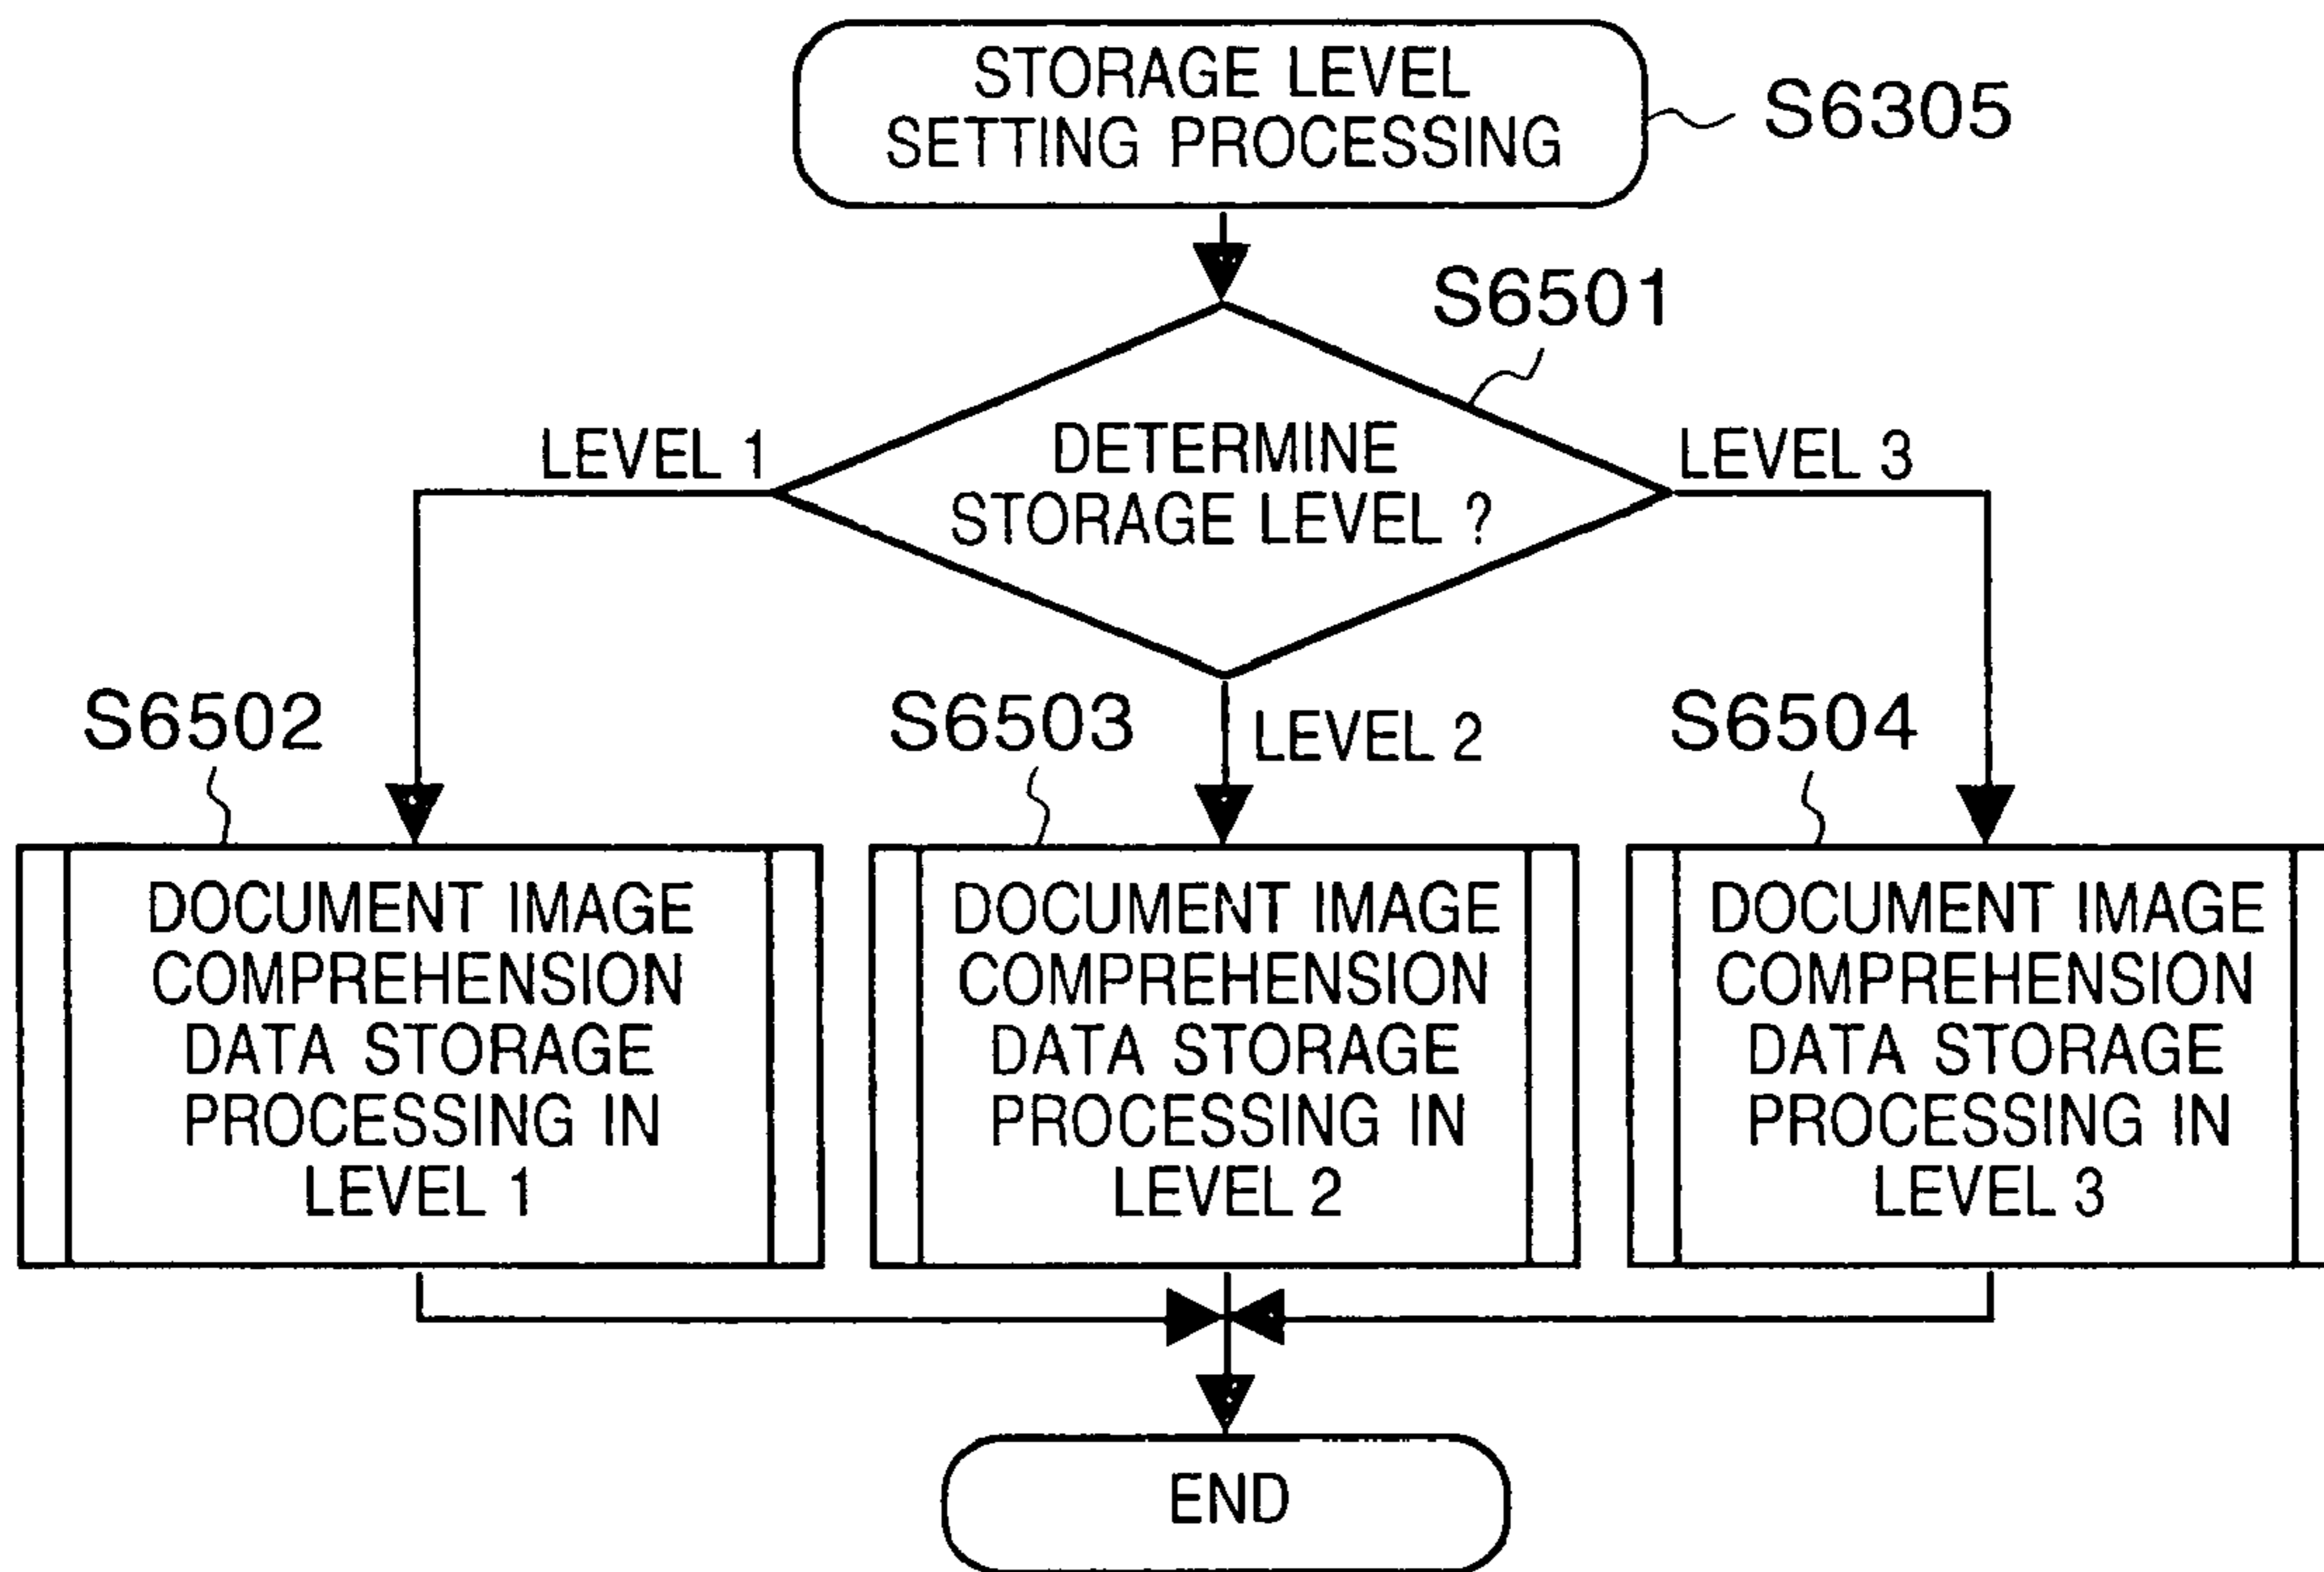 STORAGE LEVEL
SETTING PROCESSING
S6305
S6501
DETERMINE
STORAGE LEVEL ?
LEVEL 1
LEVEL 3
LEVEL 2
S6502
DOCUMENT IMAGE
COMPREHENSION
DATA STORAGE
PROCESSING IN
LEVEL 1
S6503
DOCUMENT IMAGE
COMPREHENSION
DATA STORAGE
PROCESSING IN
LEVEL 2
S6504
DOCUMENT IMAGE
COMPREHENSION
DATA STORAGE
PROCESSING IN
LEVEL 3
END